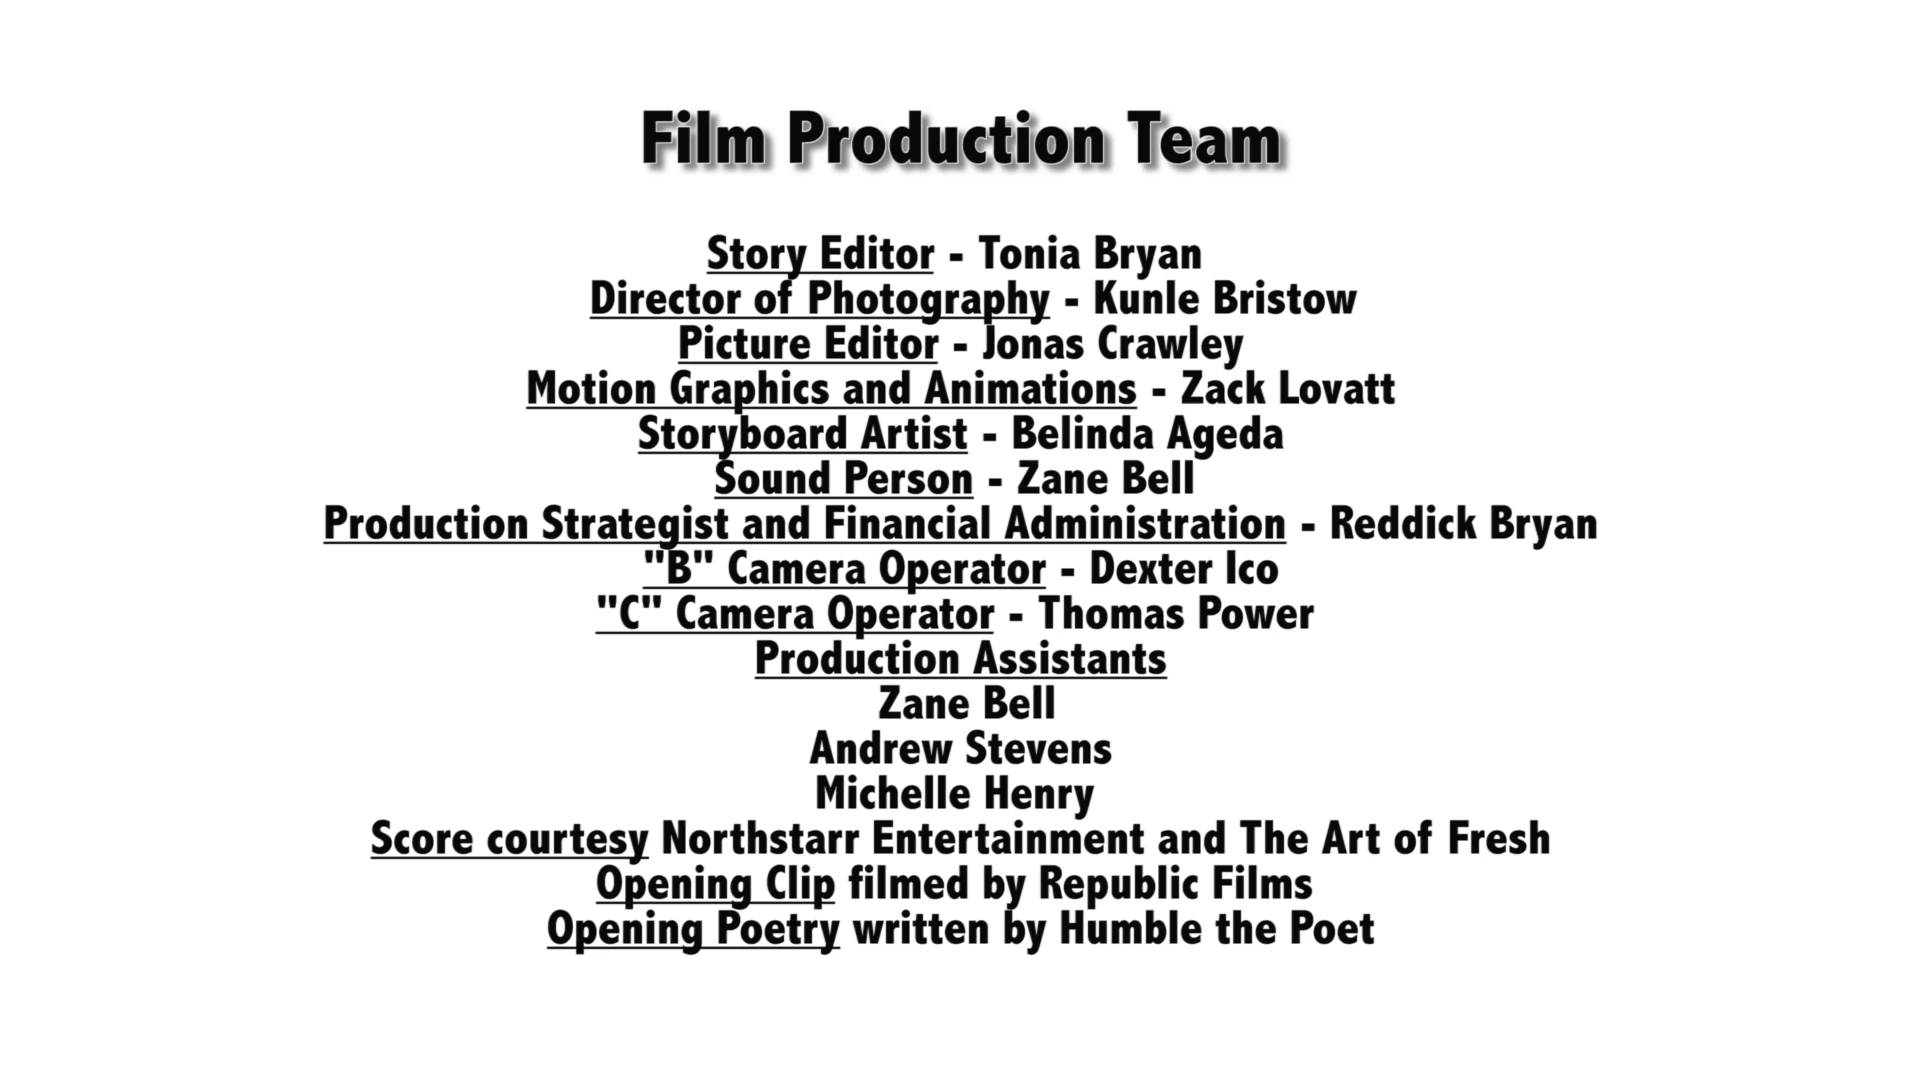 Film Production Team
Story Editor - Tonia Bryan
Director of Photography - Kunle Bristow
Picture Editor - Jonas Crawley
Motion Graphics and Animations - Zack Lovatt
Storyboard Artist - Belinda Ageda
Sound Person - Zane Bell
Production Strategist and Financial Administration - Reddick Bryan
"B" Camera Operator - Dexter Ico
"C" Camera Operator - Thomas Power
Production Assistants
Zane Bell
Andrew Stevens
Michelle Henry
Score courtesy Northstarr Entertainment and The Art of Fresh
Opening Clip filmed by Republic Films
Opening Poetry written by Humble the Poet